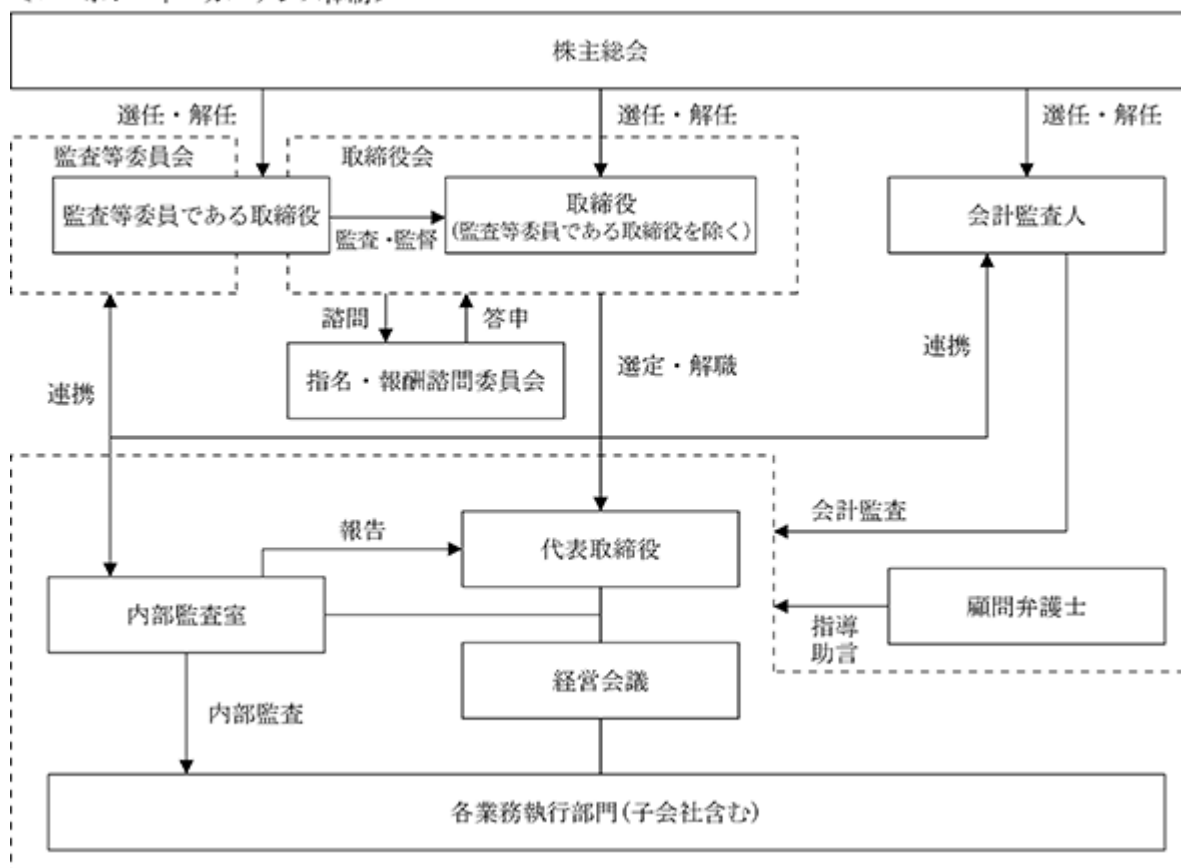 株主総会
選任・解任
選任・解任
選任・解任
監査等委員会
取締役会
監査等委員である取締役
監査・監督
取締役
(監査等委員である取締役を除く)
会計監査人
諮問
答申
連携
指名・報酬諮問委員会
選定・解職
連携
会計監査
報告
代表取締役
内部監査室
顧問弁護士
指導
助言
経営会議
内部監査
各業務執行部門(子会社含む)